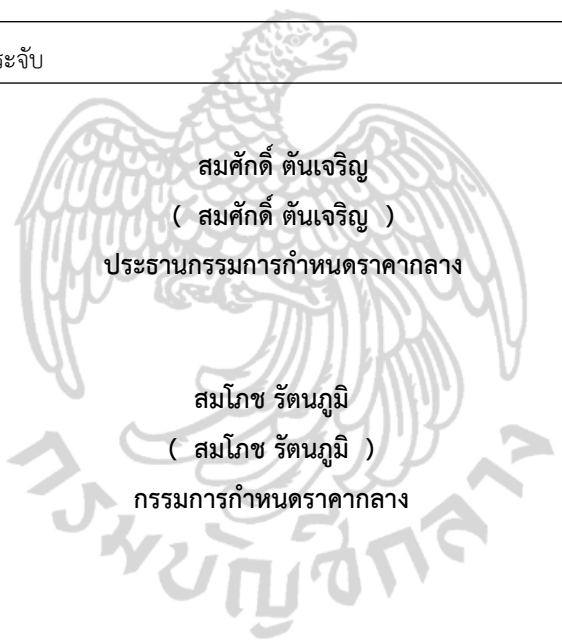 ระจับ
สมศักดิ์ ตันเจริญ
( สมศักดิ์ ตันเจริญ )
ประธานกรรมการกำหนดราคากลาง
สมโภช รัตนภูมิ
( สมโภช รัตนภูมิ )
กรรมการกำหนดราคากลาง
กรมบัญชีกลาง